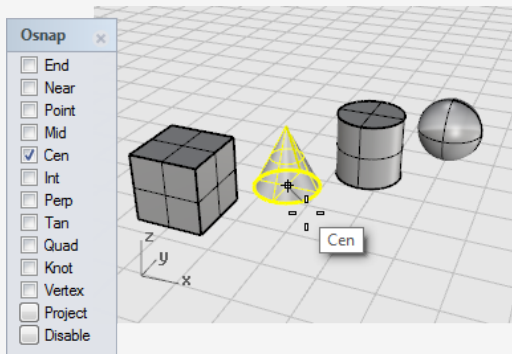 Osnap
End
Near
Point
Mid
Cen
Int
Perp
Tan
Quad
Knot
Vertex
Project
Disable
z
y
x
Cen